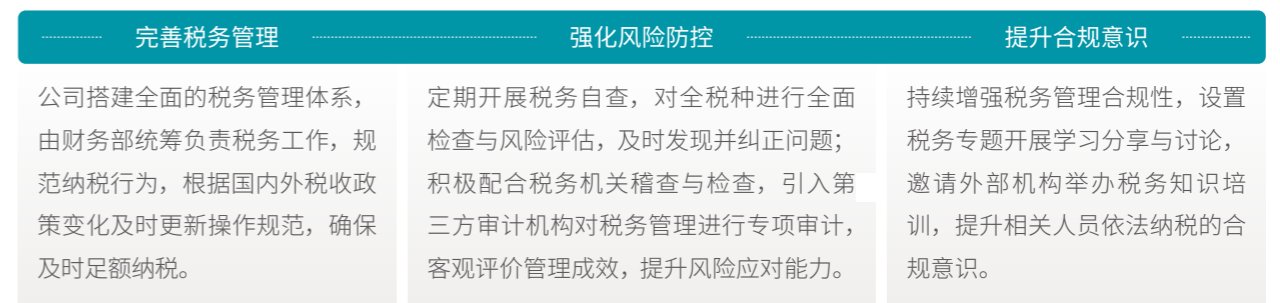 完善税务管理
强化风险防控
提升合规意识
公司搭建全面的税务管理体系，
由财务部统筹负责税务工作，规
范纳税行为，根据国内外税收政
策变化及时更新操作规范，确保
及时足额纳税。
定期开展税务自查，对全税种进行全面
检查与风险评估，及时发现并纠正问题；
积极配合税务机关稽查与检查，引入第
三方审计机构对税务管理进行专项审计，
客观评价管理成效，提升风险应对能力。
持续增强税务管理合规性，设置
税务专题开展学习分享与讨论，
邀请外部机构举办税务知识培
训，提升相关人员依法纳税的合
规意识。